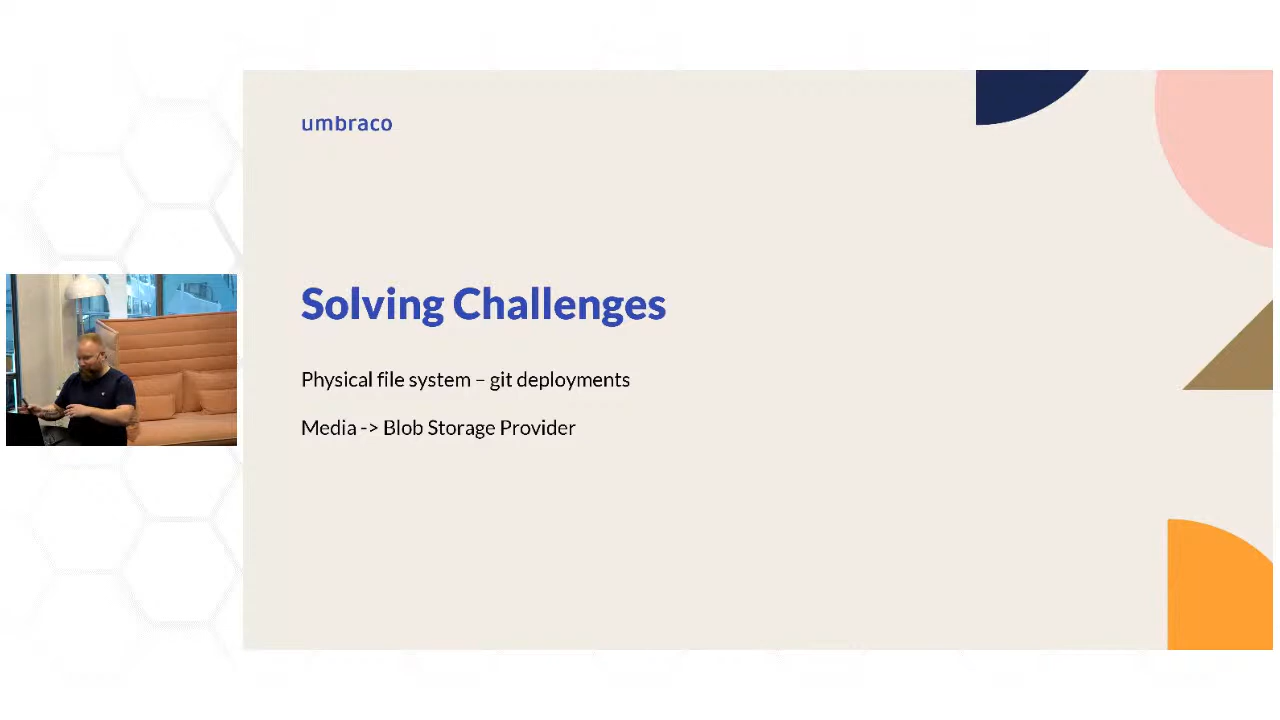 umbraco
Solving Challenges
Physical file system – git deployments
Media -> Blob Storage Provider